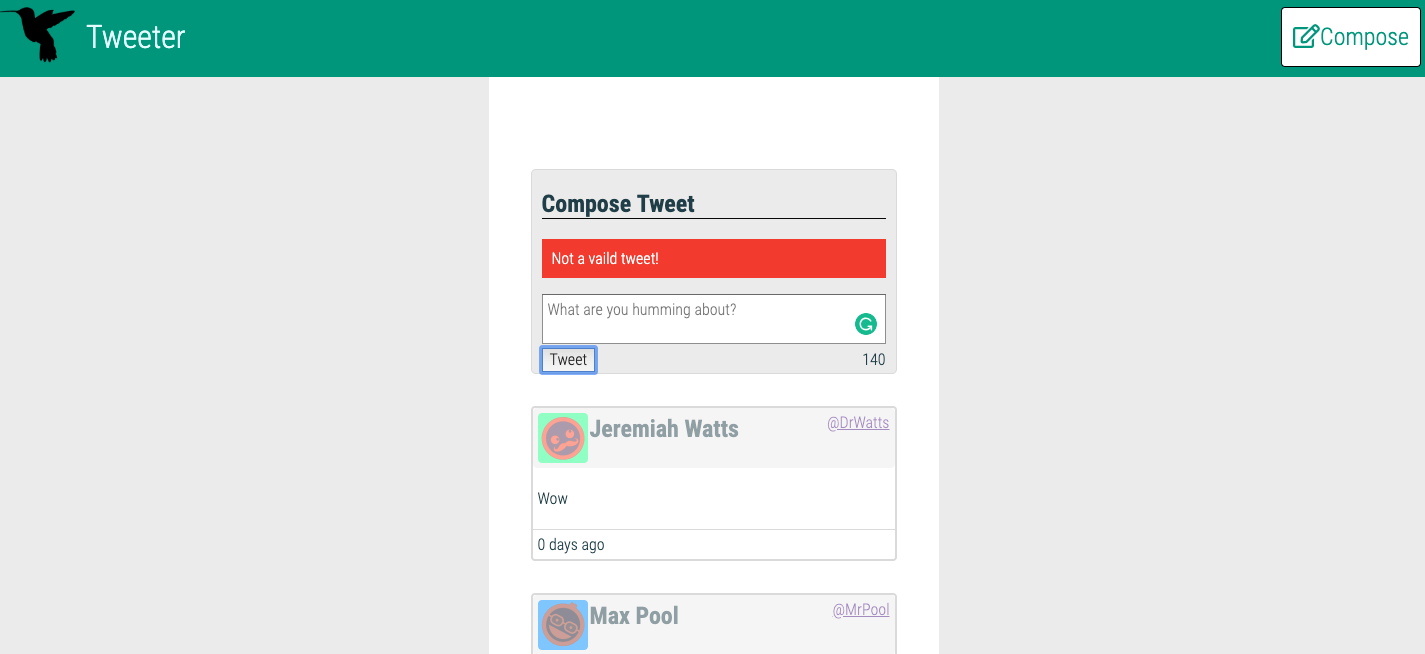 Tweeter
Compose
Compose Tweet
Not a vaild tweet!
What are you humming about?
Tweet
140
Jeremiah Watts
@DrWatts
Wow
0 days ago
Max Pool
@MrPool